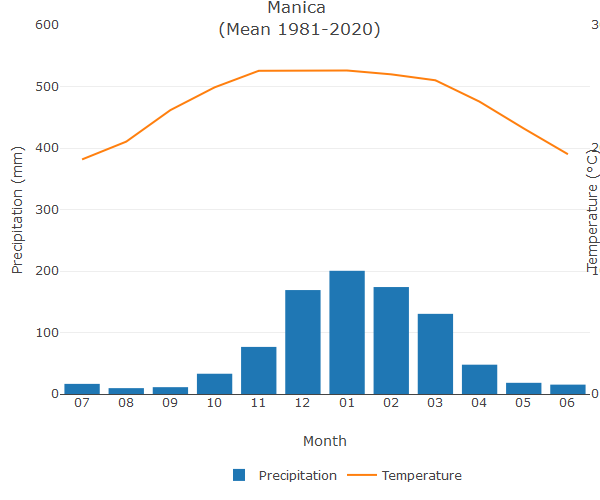 Manica
(Mean 1981-2020)
600
500
400
300
200
100
0
3
2
1
0
Precipitation (mm)
Temperature (°C)
07 08 09 10 11 12 01 02 03 04 05 06
Month
Precipitation Temperature